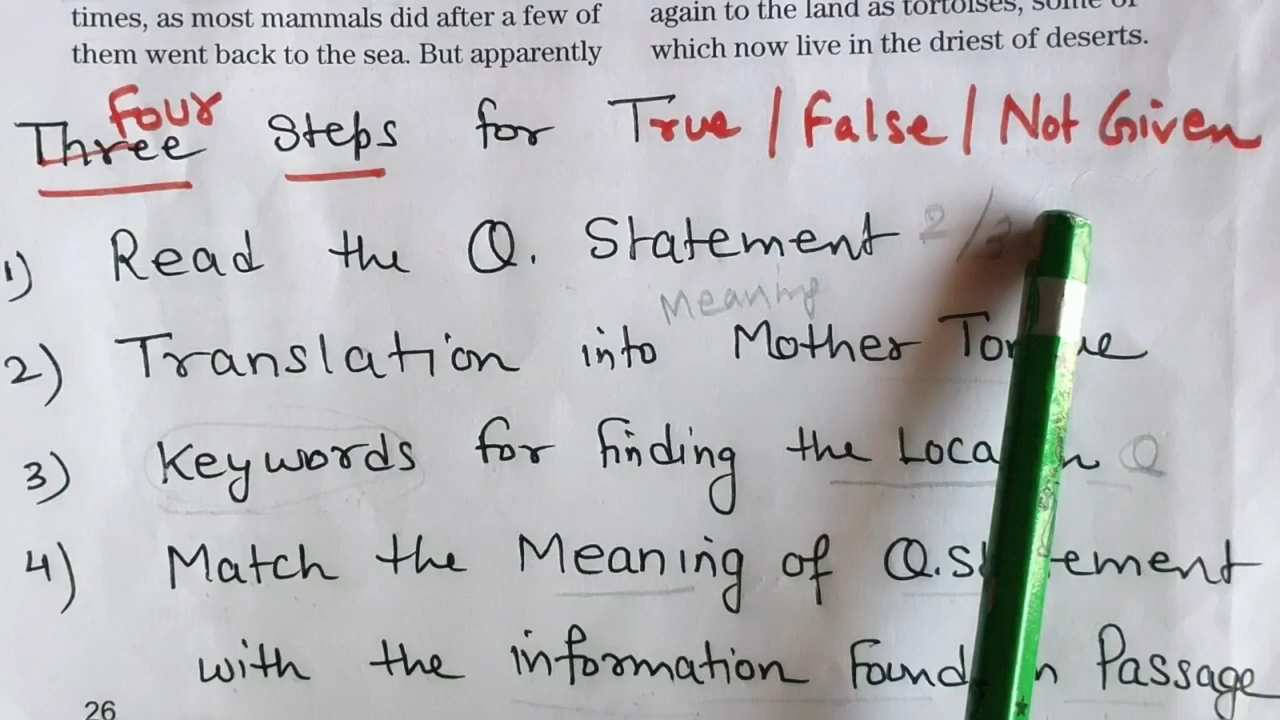 times, as most mammals did after a few of
them went back to the sea. But apparently
again to the land as tortoises, some of
which now live in the driest of deserts.
Four
Three Steps for True / False / Not Given
1) Read the Q. Statement 2/3
Meaning
2) Translation into Mother
3) Keywords for finding the Q
4) Match the Meaning of
with the information Found Passage
26